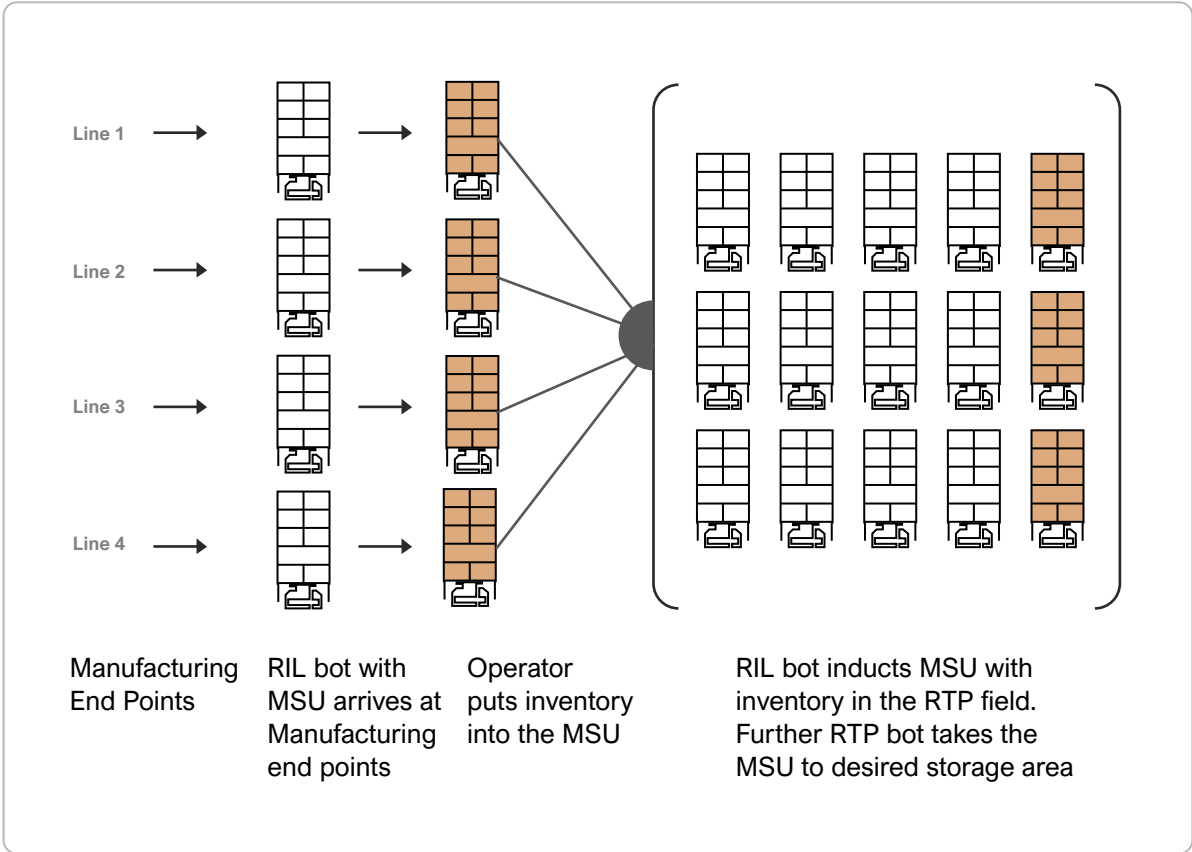 Line 1
Line 2
Line 3
Line 4
Manufacturing
End Points
RIL bot with
MSU arrives at
Manufacturing
end points
Operator
puts inventory
into the MSU
RIL bot inducts MSU with
inventory in the RTP field.
Further RTP bot takes the
MSU to desired storage area